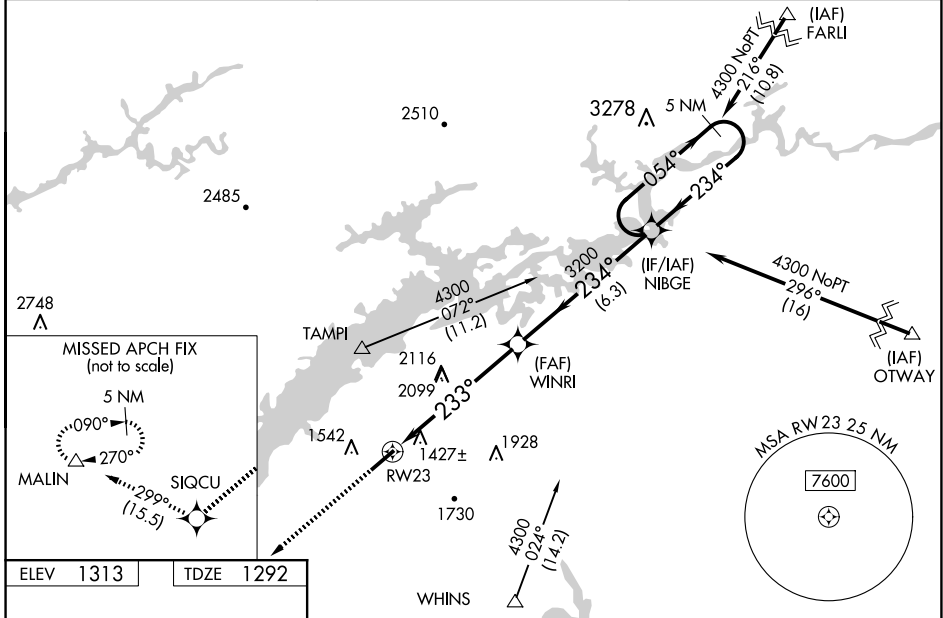 (IAF)
FARLI
4300 NoPT
216°
(10.8)
5 NM
3278
2510
054°
234°
2485
(IF/IAF)
NIBGE
3200
234°
(6.3)
4300 NoPT
296°
(16)
4300
072°
(11.2)
2748
TAMPI
(IAF)
OTWAY
MISSED APCH FIX
(not to scale)
5 NM
090°
270°
MALIN
SIQCU
299°
(15.5)
2116
2099
(FAF)
WINRI
233°
1542
1427±
1928
RW23
1730
MSA RW 23 25 NM
7600
4300
024°
(14.2)
ELEV 1313
TDZE 1292
WHINS